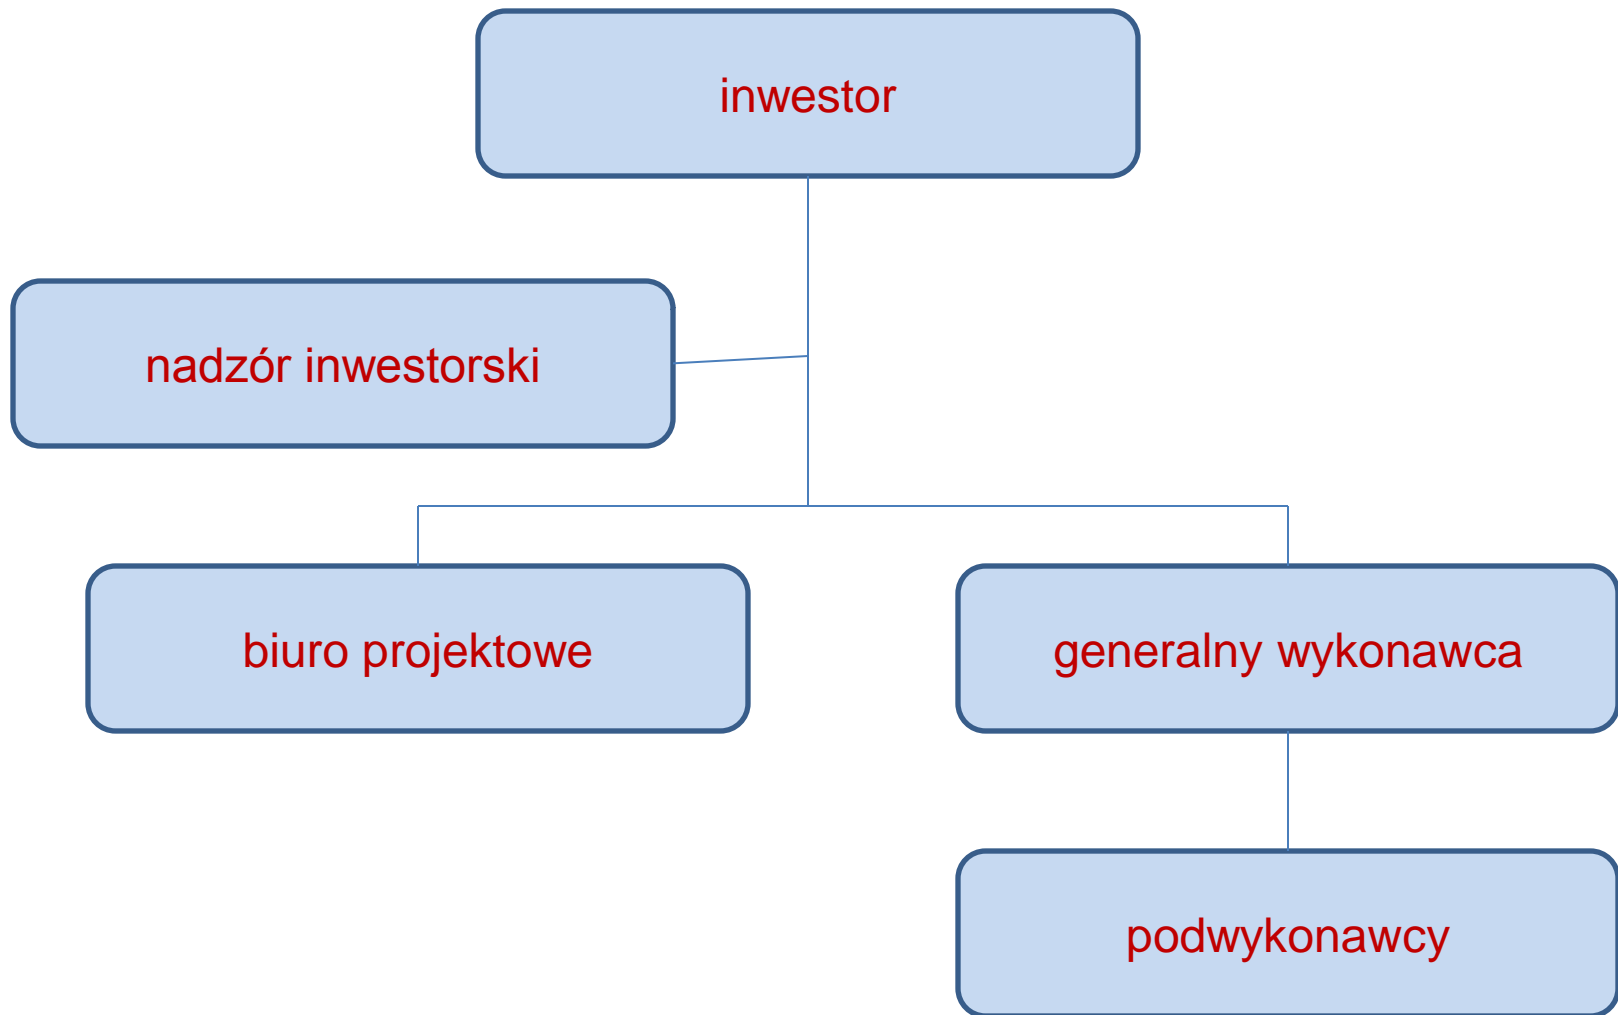 inwestor
nadzór inwestorski
biuro projektowe
generalny wykonawca
podwykonawcy